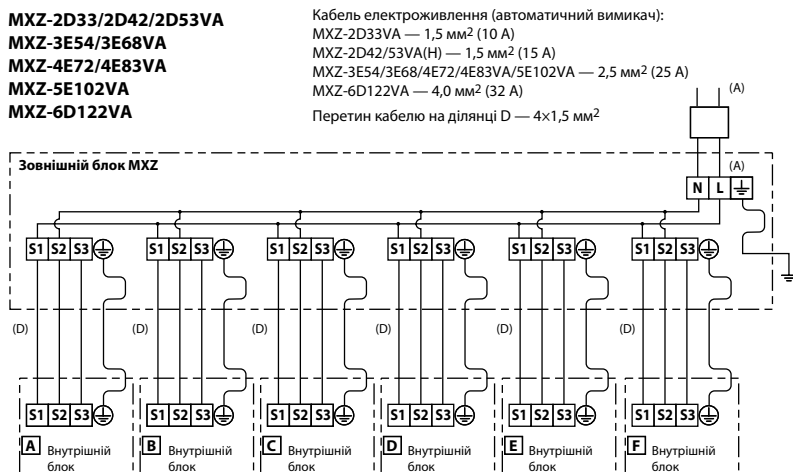 MXZ-2D33/2D42/2D53VA
MXZ-3E54/3E68VA
MXZ-4E72/4E83VA
MXZ-5E102VA
MXZ-6D122VA
Кабель електроживлення (автоматичний вимикач):
MXZ-2D33VA — 1,5 мм² (10 А)
MXZ-2D42/53VA(H) — 1,5 мм² (15 А)
MXZ-3E54/3E68/4E72/4E83VA/5E102VA — 2,5 мм² (25 А)
MXZ-6D122VA — 4,0 мм² (32 А)
Перетин кабелю на ділянці D — 4×1,5 мм²
(A)
Зовнішній блок MXZ
(A)
N L
S1 S2 S3 S1 S2 S3 S1 S2 S3 S1 S2 S3 S1 S2 S3 S1 S2 S3
(D) (D) (D) (D) (D) (D)
S1 S2 S3 S1 S2 S3 S1 S2 S3 S1 S2 S3 S1 S2 S3 S1 S2 S3
A Внутрішній блок
B Внутрішній блок
C Внутрішній блок
D Внутрішній блок
E Внутрішній блок
F Внутрішній блок